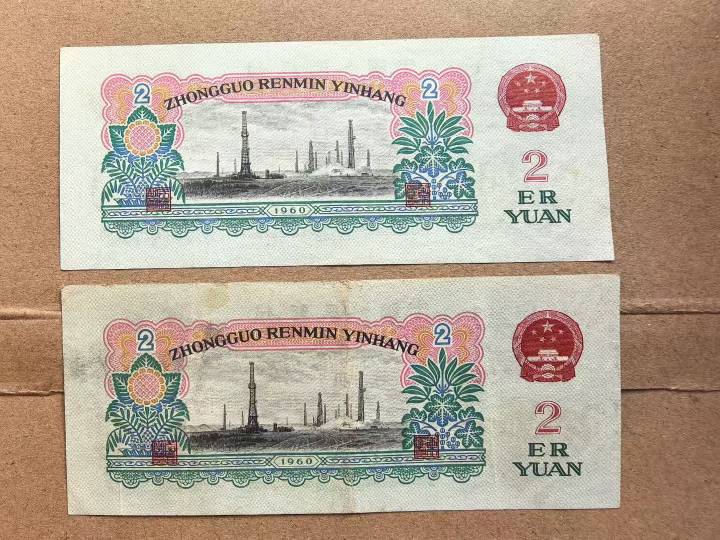 2 2
ZHONGGUO RENMIN YINHANG
2
ER
YUAN
1960
2 2
ZHONGGUO RENMIN YINHANG
2
ER
YUAN
1960